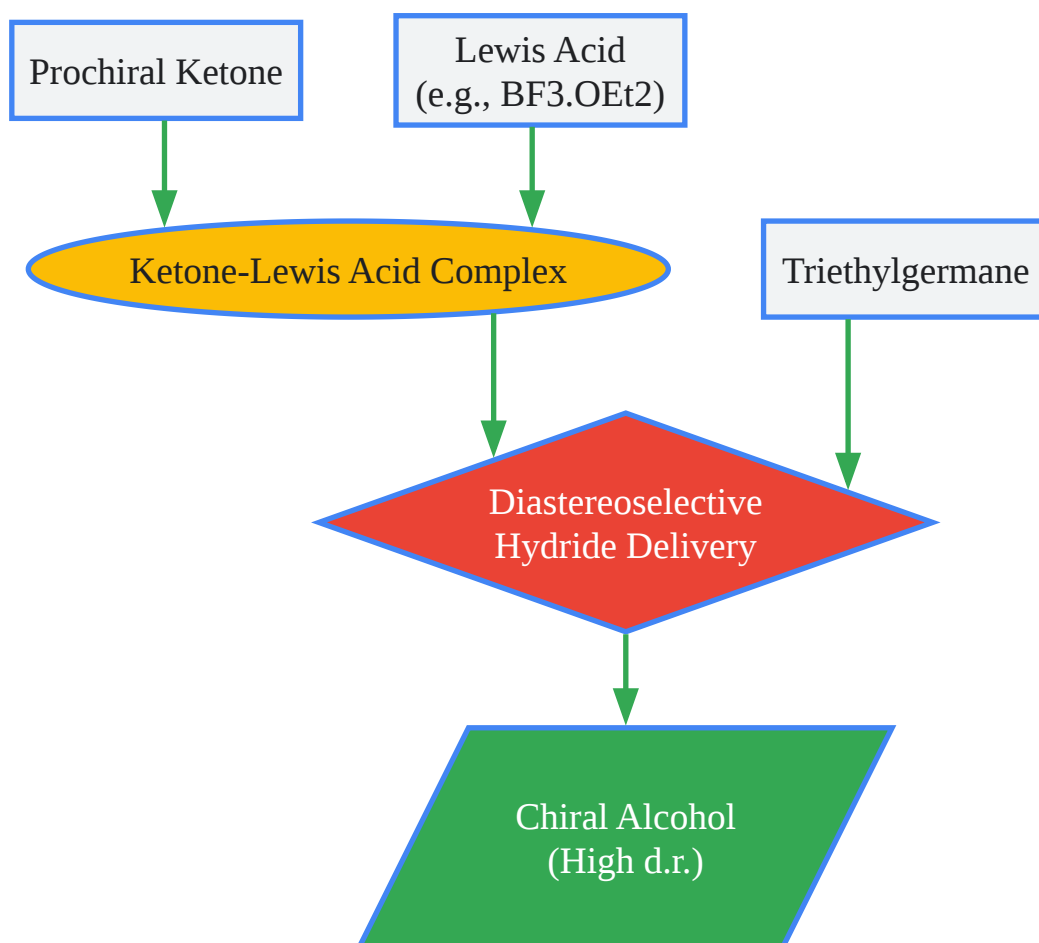 Prochiral Ketone
Lewis Acid
(e.g., BF3.OEt2)
Ketone-Lewis Acid Complex
Triethylgermane
Diastereoselective
Hydride Delivery
Chiral Alcohol
(High d.r.)